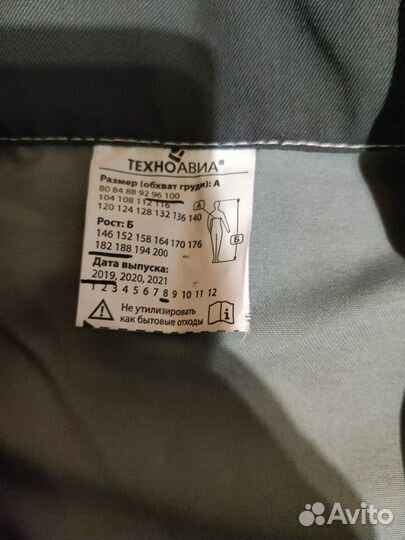 ТЕХНОАВИА®
Размер (обхват груди): А
80 84 88 92 96 100
104 108 112 116
120 124 128 132 136 140
А
Рост: Б
146 152 158 164 170 176
182 188 194 200
Б
Дата выпуска:
2019, 2020, 2021
1 2 3 4 5 6 7 8 9 10 11 12
Не утилизировать
как бытовые отходы
Avito